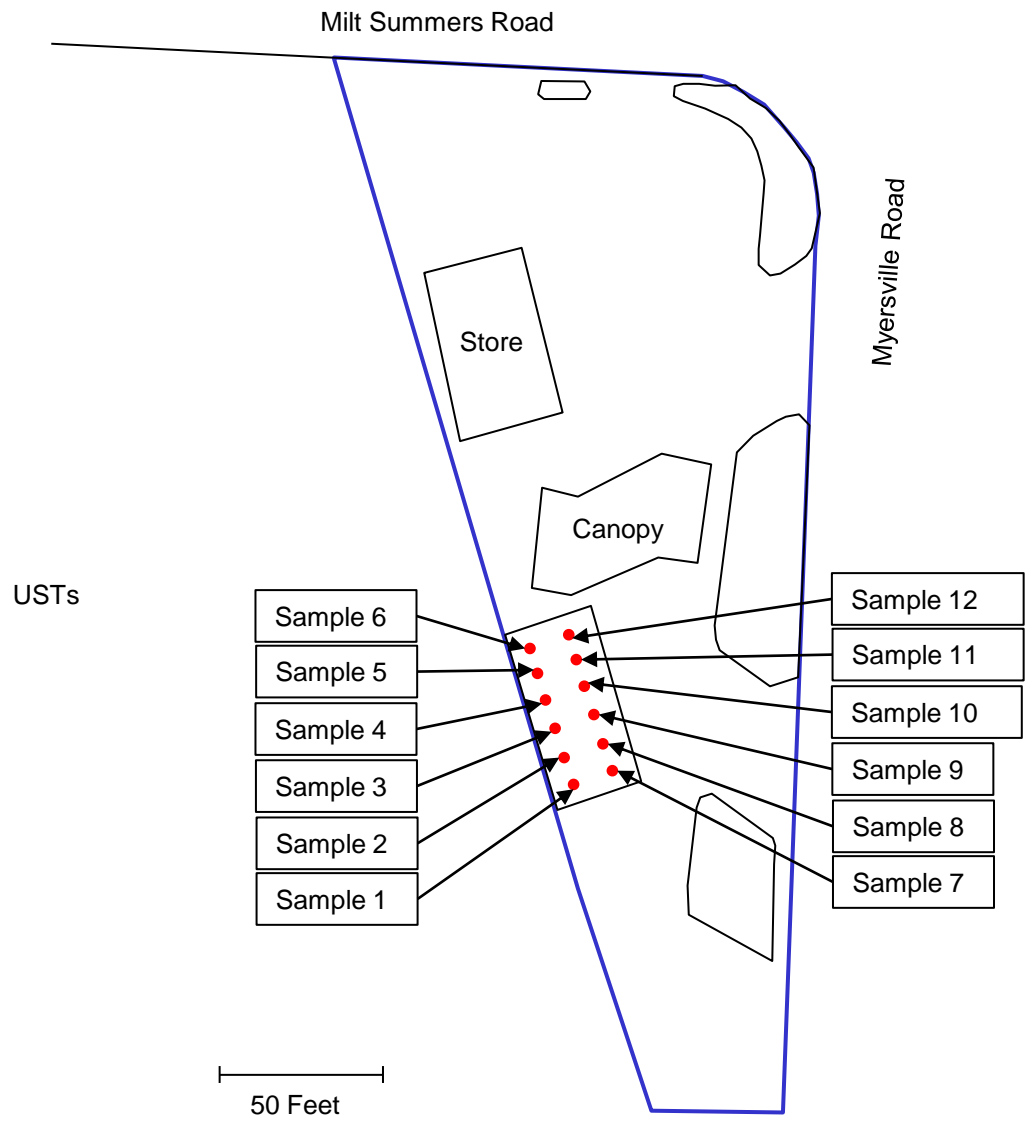 Milt Summers Road
Myersville Road
Store
Canopy
USTs
Sample 6
Sample 5
Sample 4
Sample 3
Sample 2
Sample 1
Sample 12
Sample 11
Sample 10
Sample 9
Sample 8
Sample 7
50 Feet